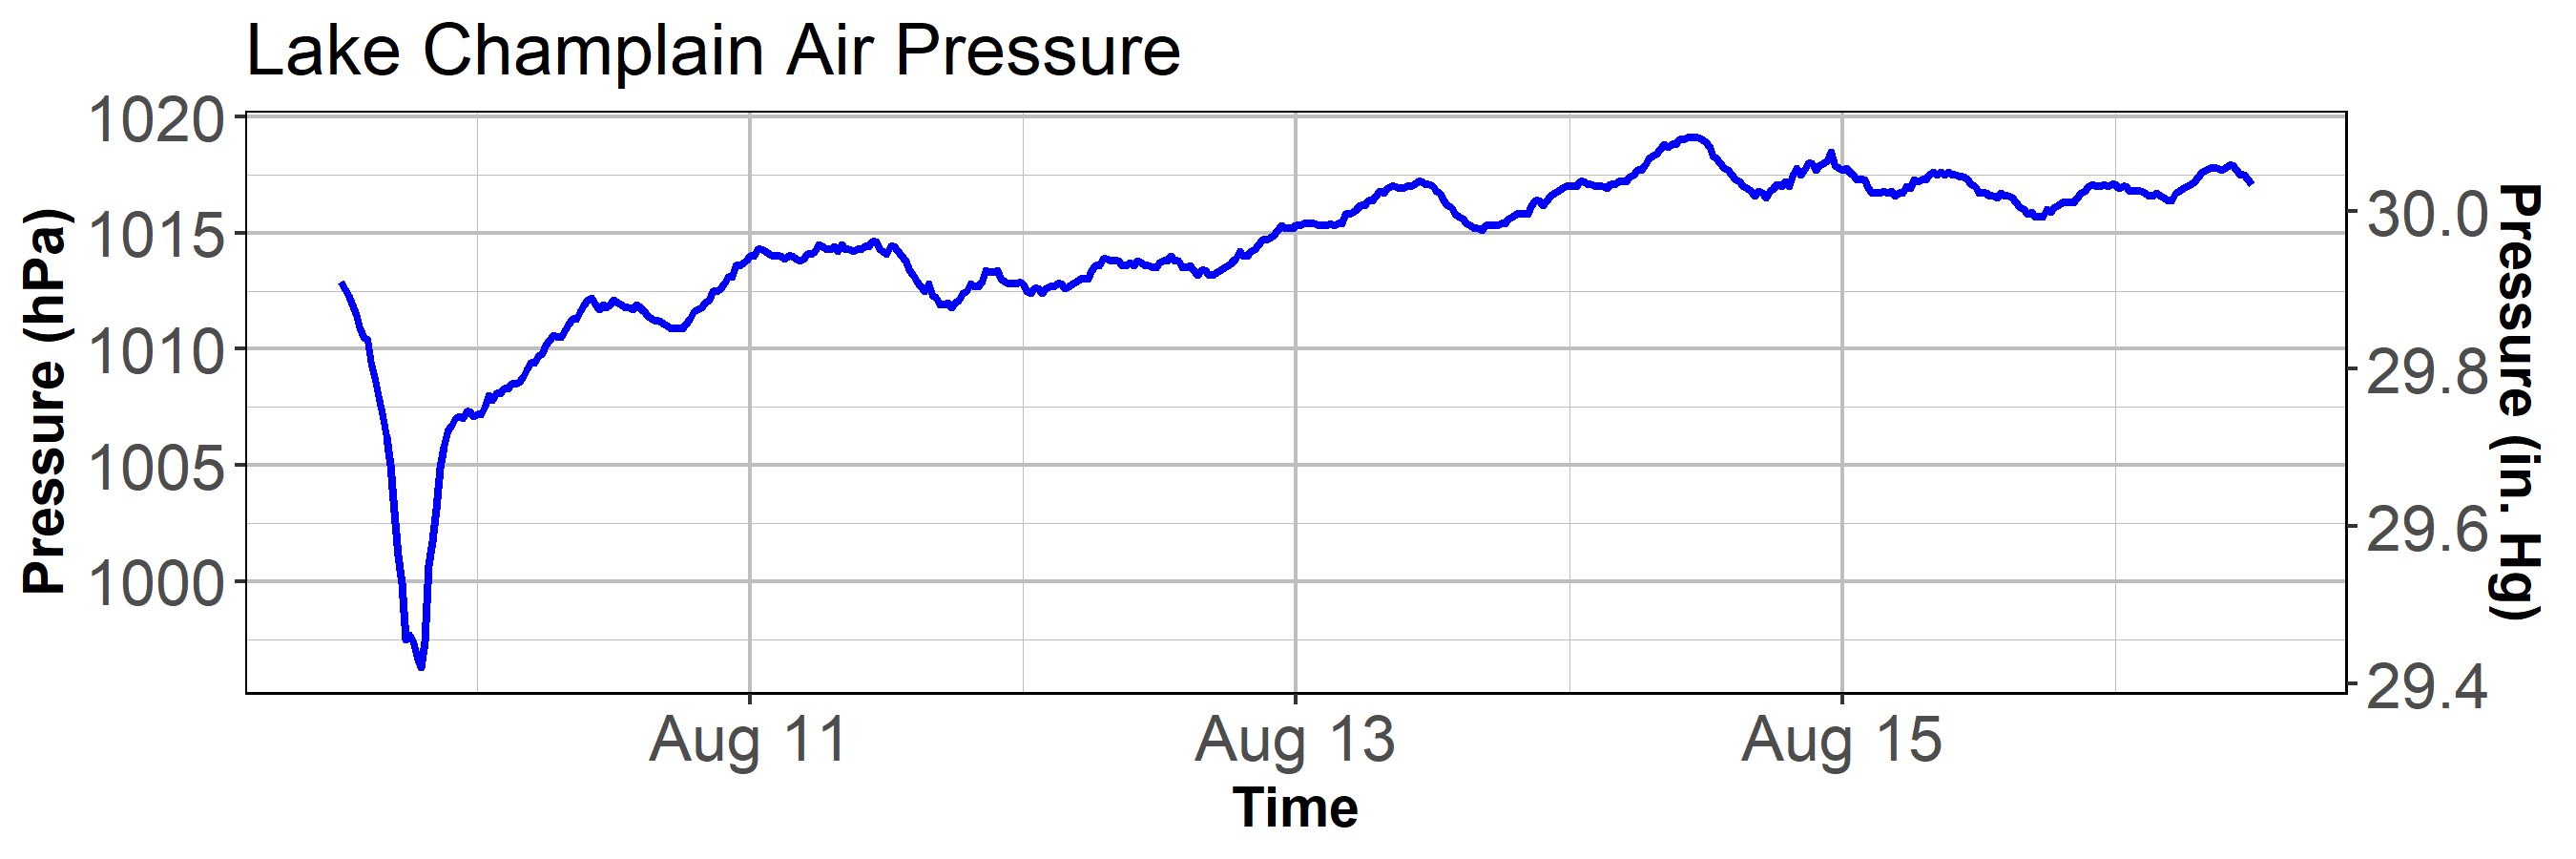 Lake Champlain Air Pressure
1020
1015
1010
1005
1000
Pressure (hPa)
30.0
29.8
29.6
29.4
Pressure (in. Hg)
Aug 11
Aug 13
Aug 15
Time